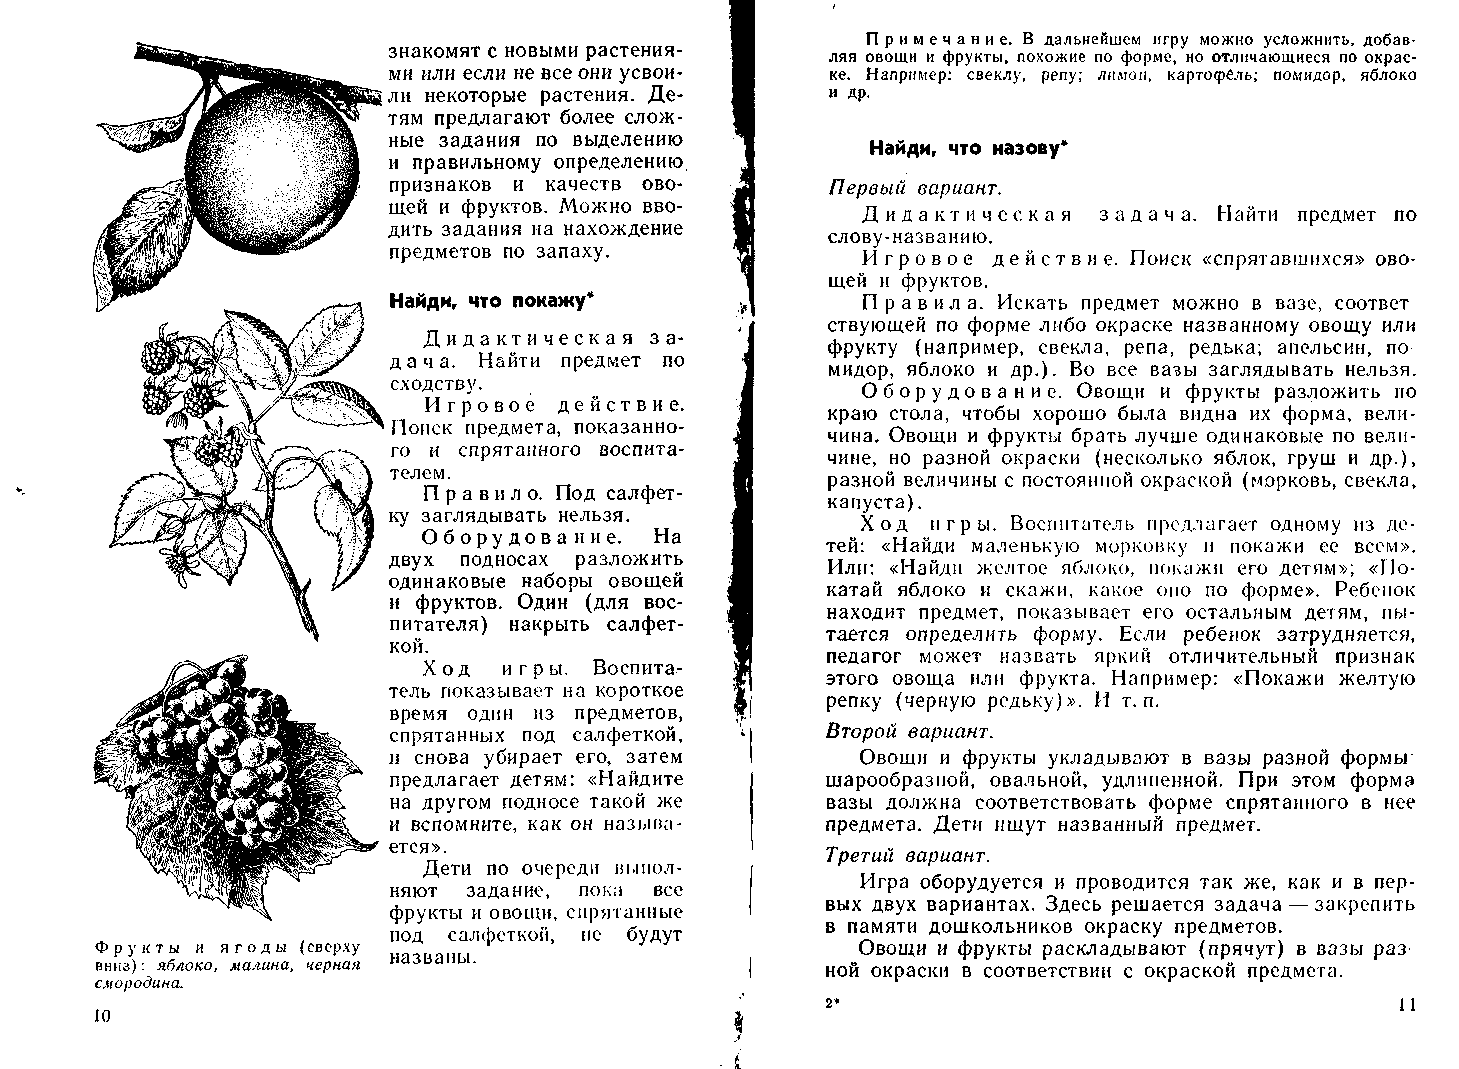 знакомят с новыми растения-
ми или если не все они усвои-
ли некоторые растения. Де-
тям предлагают более слож-
ные задания по выделению
и правильному определению
признаков и качеств ово-
щей и фруктов. Можно вво-
дить задания на нахождение
предметов по запаху.
Найди, что покажу*
Дидактическая за-
дача. Найти предмет по
сходству.
Игровое действие.
Поиск предмета, показанно-
го и спрятанного воспита-
телем.
Правило. Под салфет-
ку заглядывать нельзя.
Оборудование. На
двух подносах разложить
одинаковые наборы овощей
и фруктов. Один (для вос-
питателя) накрыть салфет-
кой.
Ход игры. Воспита-
тель показывает на короткое
время один из предметов,
спрятанных под салфеткой,
и снова убирает его, затем
предлагает детям: «Найдите
на другом подносе такой же
и вспомните, как он называ-
ется».
Дети по очереди выпол-
няют задание, пока все
фрукты и овощи, спрятанные
под салфеткой, не будут
названы.
Фрукты и ягоды (сверху
вниз): яблоко, малина, черная
смородина.
10
Примечание. В дальнейшем игру можно усложнить, добав-
ляя овощи и фрукты, похожие по форме, но отличающиеся по окрас-
ке. Например: свеклу, репу; лимон, картофель; помидор, яблоко
и др.
Найди, что назову*
Первый вариант.
Дидактическая задача. Найти предмет по
слову-названию.
Игровое действие. Поиск «спрятавшихся» ово-
щей и фруктов.
Правила. Искать предмет можно в вазе, соответ
ствующей по форме либо окраске названному овощу или
фрукту (например, свекла, репа, редька; апельсин, по-
мидор, яблоко и др.). Во все вазы заглядывать нельзя.
Оборудование. Овощи и фрукты разложить по
краю стола, чтобы хорошо была видна их форма, вели-
чина. Овощи и фрукты брать лучше одинаковые по вели-
чине, но разной окраски (несколько яблок, груш и др.),
разной величины с постоянной окраской (морковь, свекла,
капуста).
Ход игры. Воспитатель предлагает одному из де-
тей: «Найди маленькую морковку и покажи ее всем».
Или: «Найди желтое яблоко, покажи его детям»; «По-
катай яблоко и скажи, какое оно по форме». Ребенок
находит предмет, показывает его остальным детям, пы-
тается определить форму. Если ребенок затрудняется,
педагог может назвать яркий отличительный признак
этого овоща или фрукта. Например: «Покажи желтую
репку (черную редьку)». И т. п.
Второй вариант.
Овощи и фрукты укладывают в вазы разной формы
шарообразной, овальной, удлиненной. При этом форма
вазы должна соответствовать форме спрятанного в нее
предмета. Дети ищут названный предмет.
Третий вариант.
Игра оборудуется и проводится так же, как и в пер-
вых двух вариантах. Здесь решается задача — закрепить
в памяти дошкольников окраску предметов.
Овощи и фрукты раскладывают (прячут) в вазы раз-
ной окраски в соответствии с окраской предмета.
2*
11